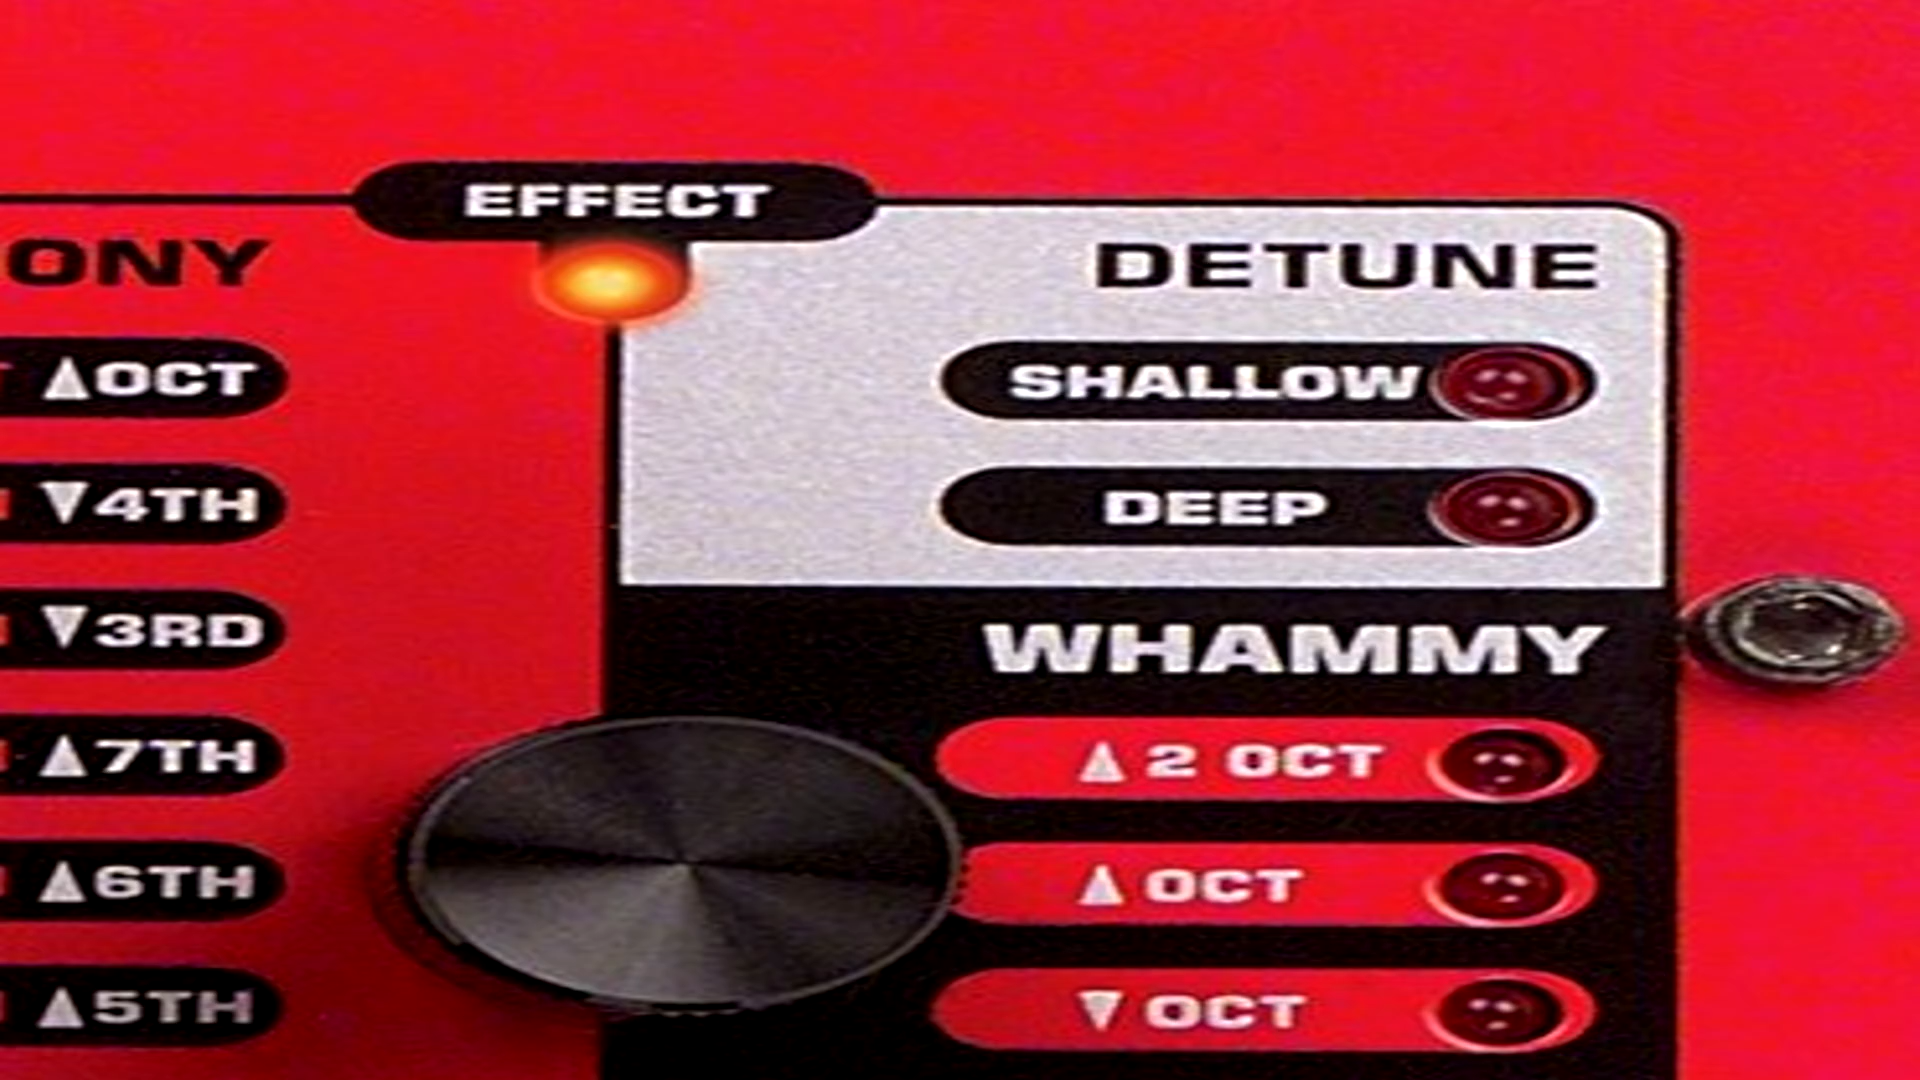 EFFECT
ONY
▲OCT
▼4TH
▼3RD
▲7TH
▲6TH
▲5TH
DETUNE
SHALLOW
DEEP
WHAMMY
▲ 2 OCT
▲ OCT
▼ OCT